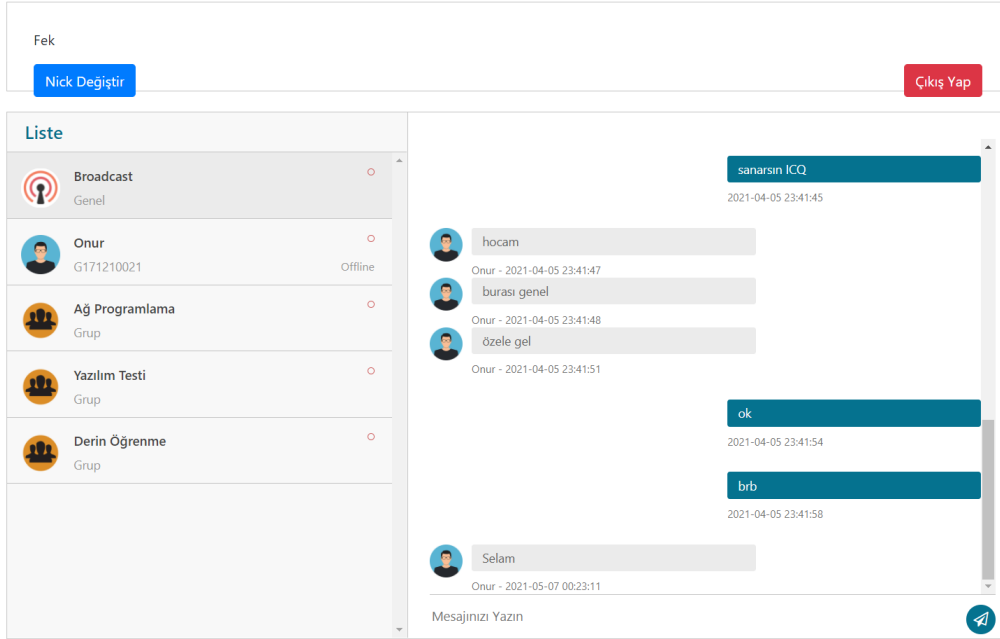 Fek
Nick Değiştir
Çıkış Yap
Liste
Broadcast
Genel
Onur
G171210021
Offline
Ağ Programlama
Grup
Yazılım Testi
Grup
Derin Öğrenme
Grup
sanarsın ICQ
2021-04-05 23:41:45
hocam
Onur - 2021-04-05 23:41:47
burası genel
Onur - 2021-04-05 23:41:48
özele gel
Onur - 2021-04-05 23:41:51
ok
2021-04-05 23:41:54
brb
2021-04-05 23:41:58
Selam
Onur - 2021-05-07 00:23:11
Mesajınızı Yazın